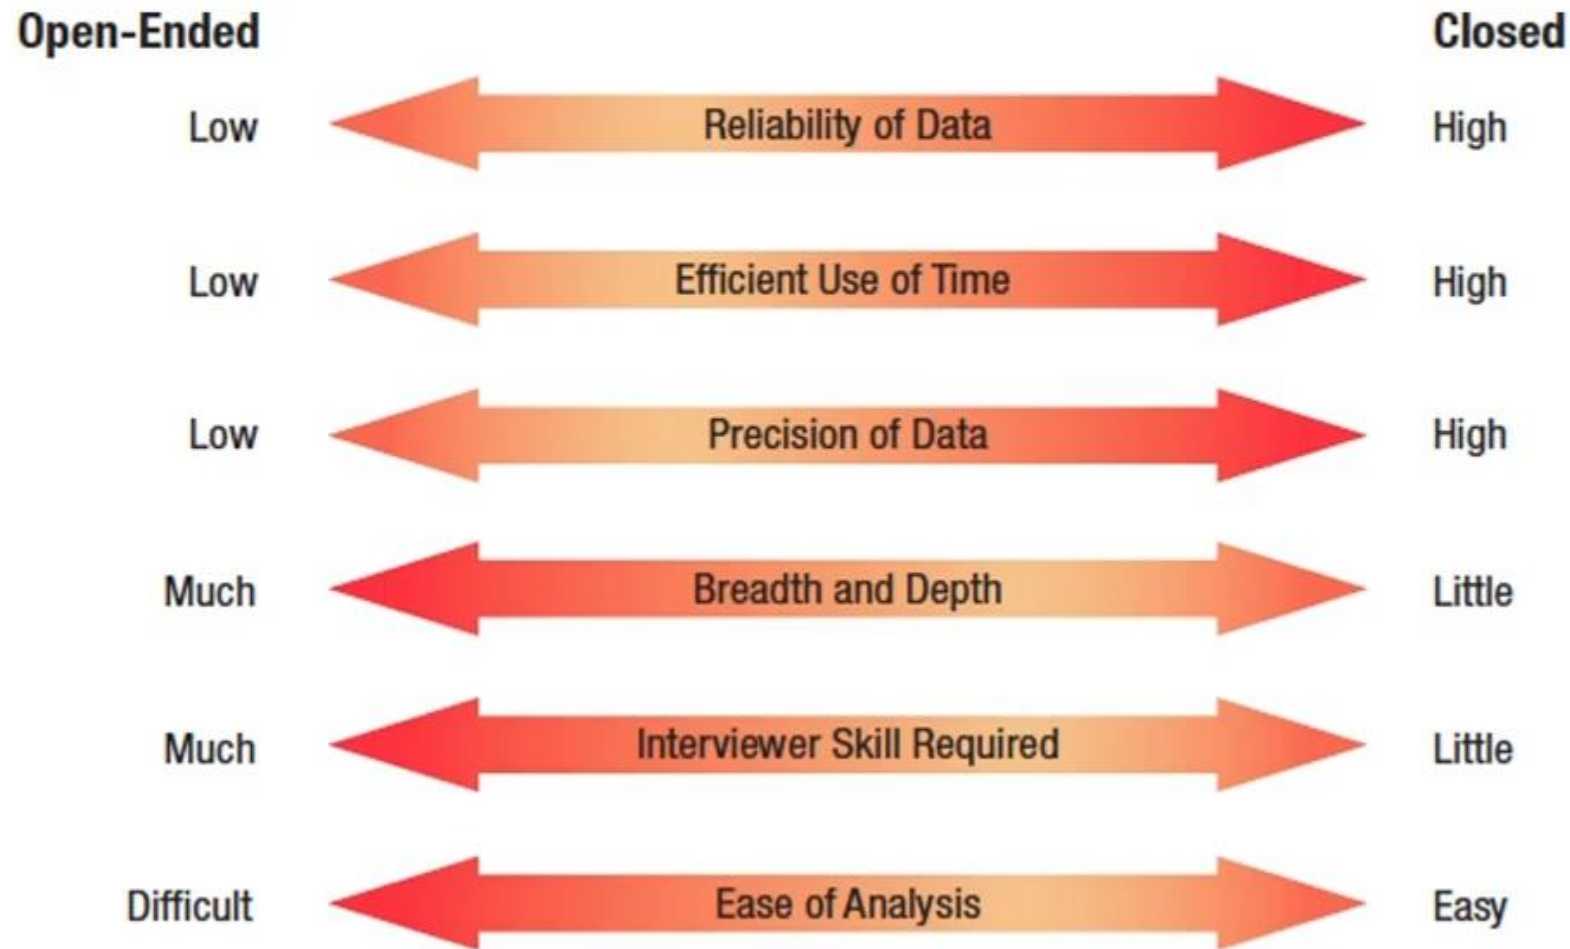 Open-Ended Closed
Low Reliability of Data High
Low Efficient Use of Time High
Low Precision of Data High
Much Breadth and Depth Little
Much Interviewer Skill Required Little
Difficult Ease of Analysis Easy